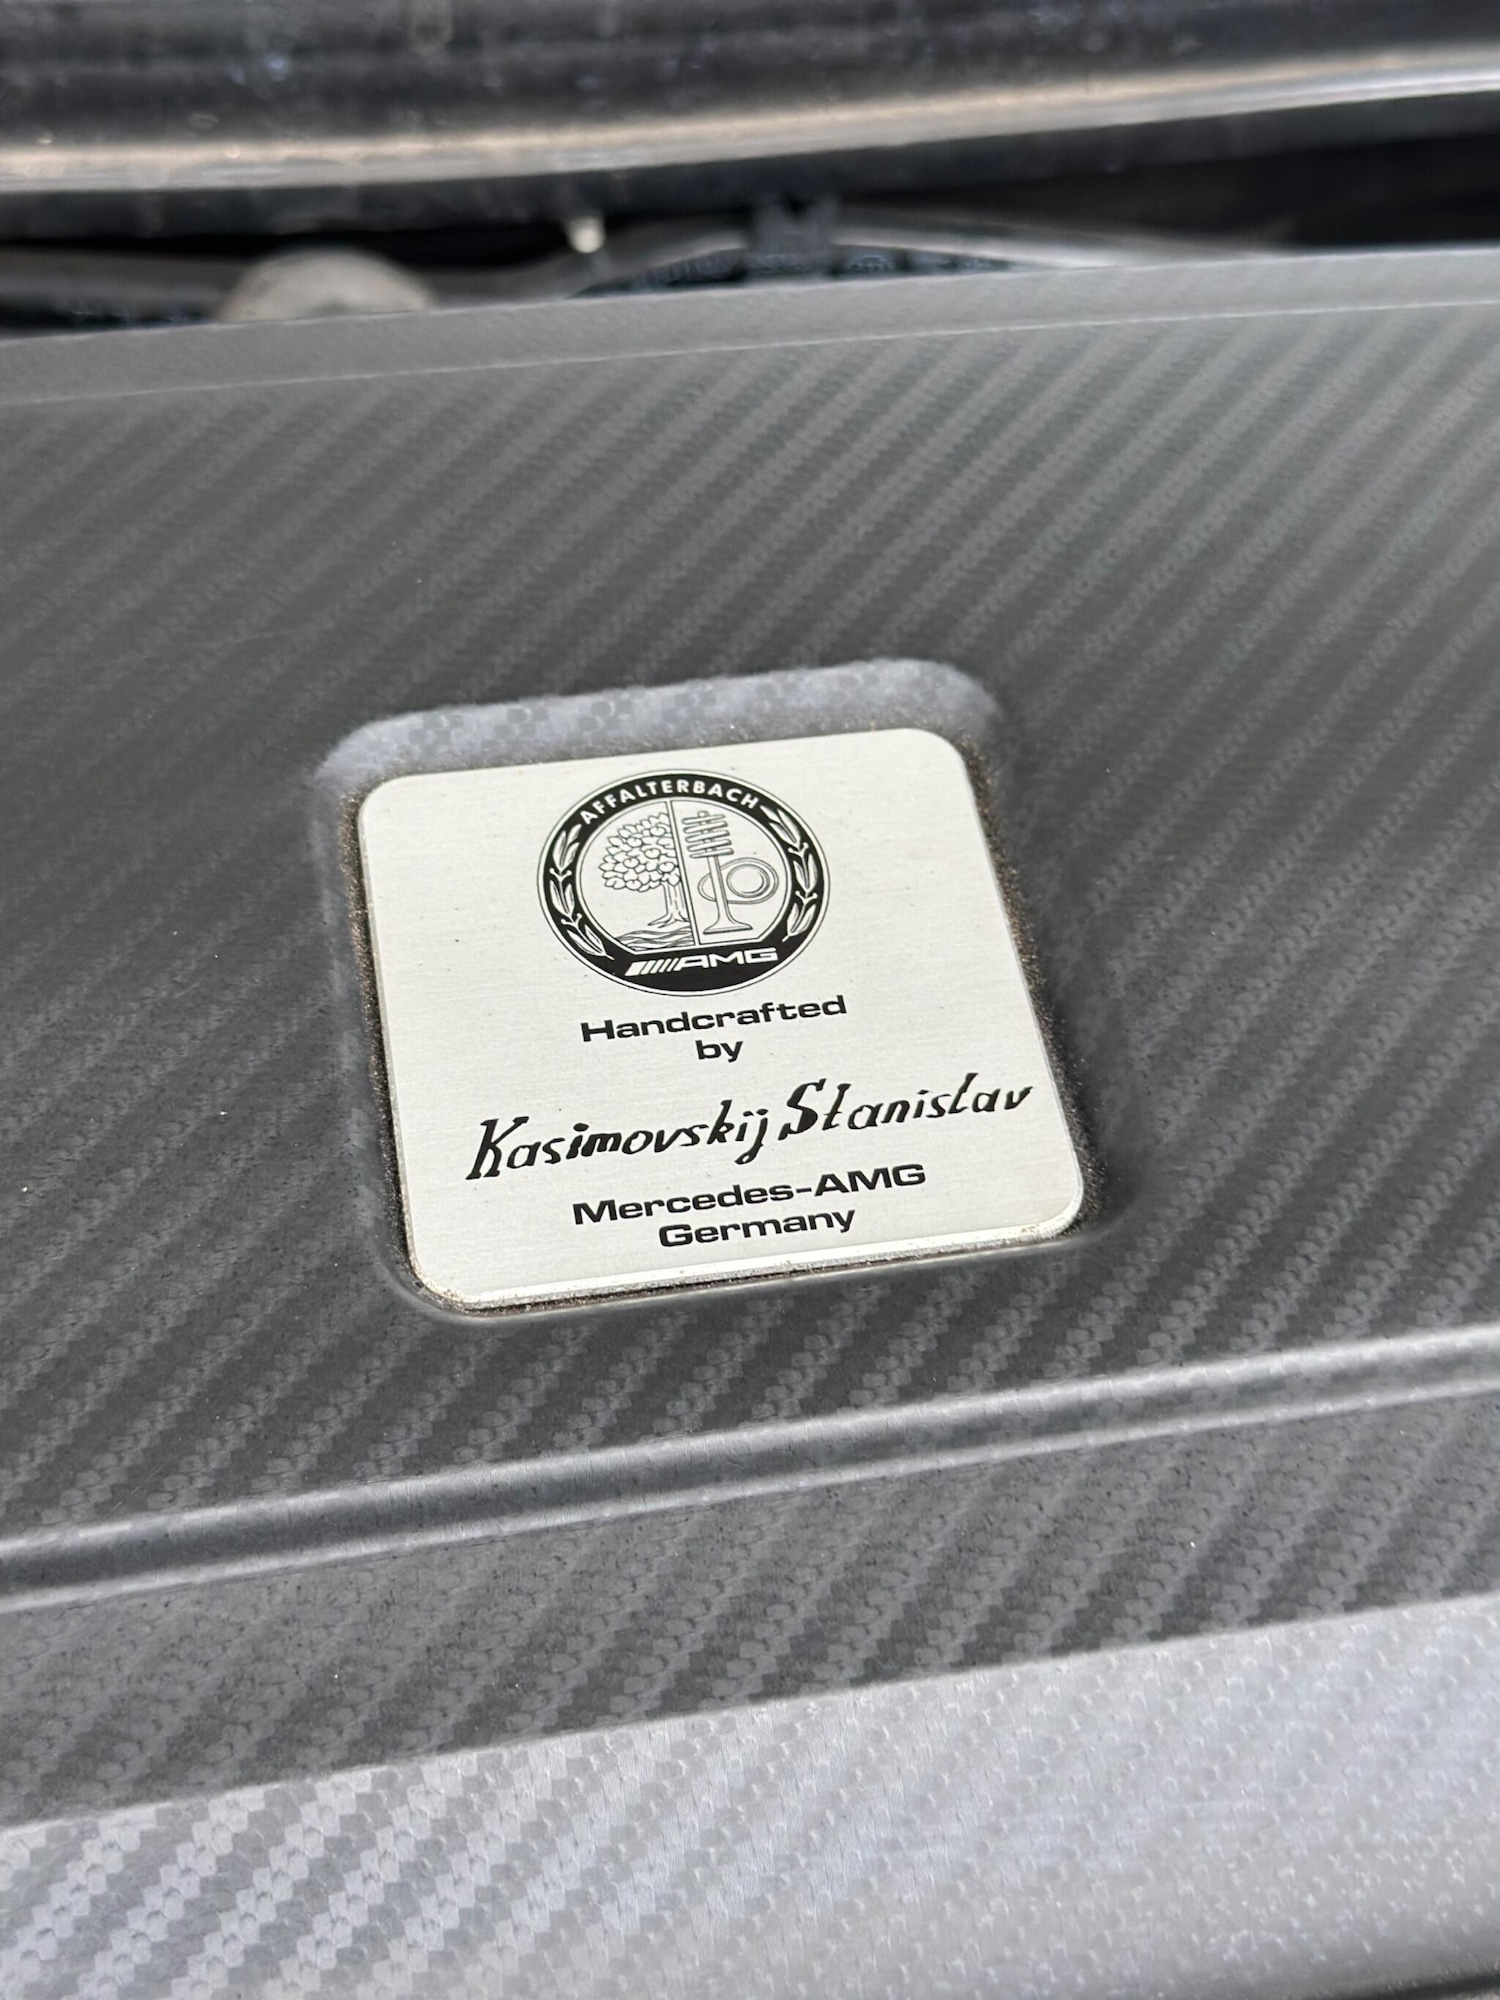 AFFALTERBACH
AMG
Handcrafted
by
Kasimovskij Stanislav
Mercedes-AMG
Germany